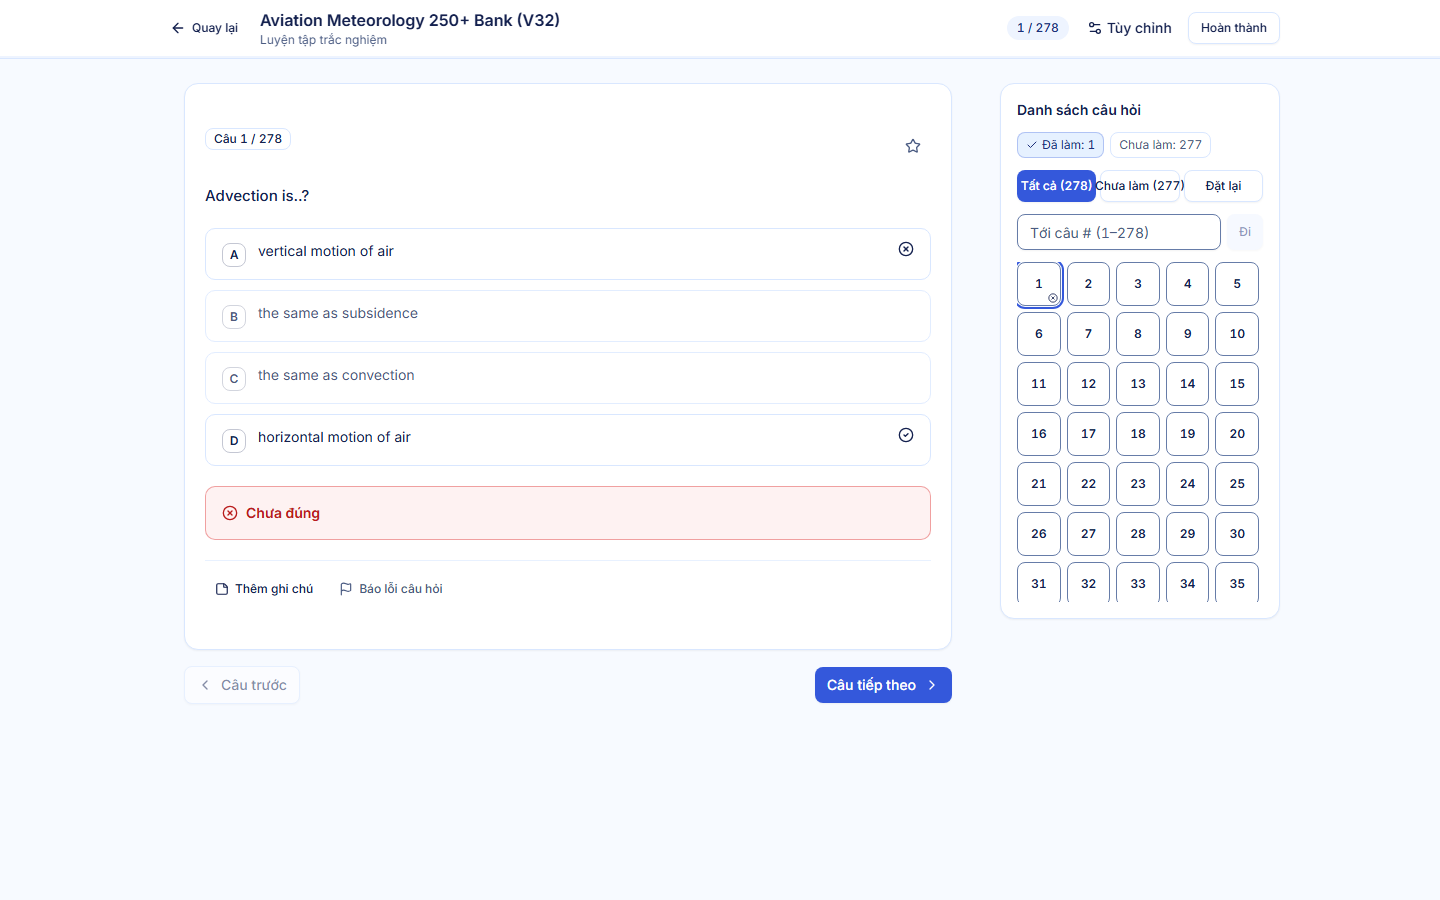 Quay lại
Aviation Meteorology 250+ Bank (V32)
Luyện tập trắc nghiệm
1 / 278
Tùy chỉnh
Hoàn thành
Câu 1 / 278
Advection is..?
A vertical motion of air
B the same as subsidence
C the same as convection
D horizontal motion of air
Chưa đúng
Thêm ghi chú
Báo lỗi câu hỏi
Câu trước
Câu tiếp theo
Danh sách câu hỏi
Đã làm: 1
Chưa làm: 277
Tất cả (278)
Chưa làm (277)
Đặt lại
Tới câu # (1–278)
Đi
1 2 3 4 5
6 7 8 9 10
11 12 13 14 15
16 17 18 19 20
21 22 23 24 25
26 27 28 29 30
31 32 33 34 35